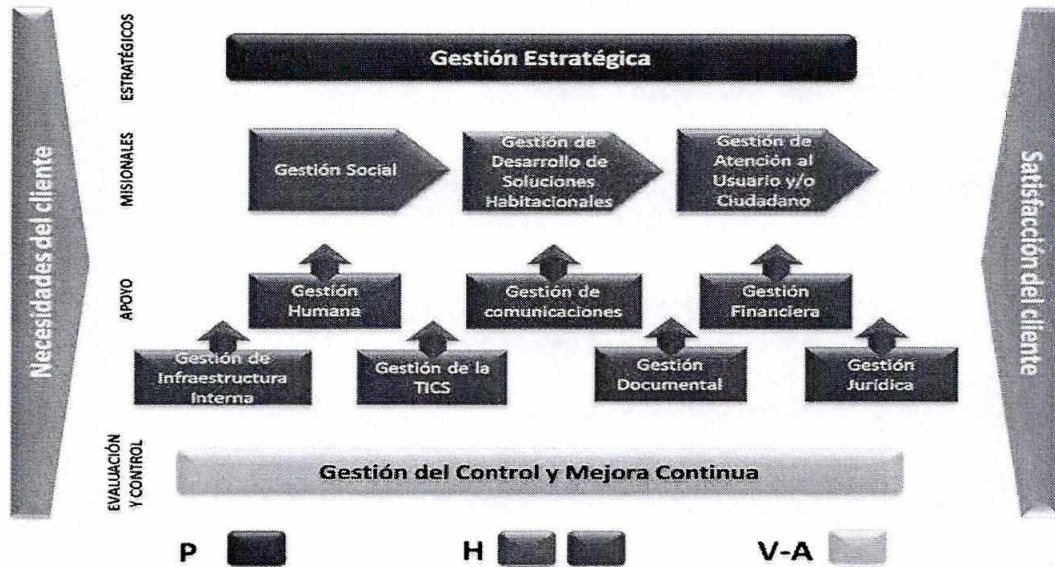 Necesidades del cliente
ESTRATÉGICOS
Gestión Estratégica
MISIONALES
Gestión Social
Gestión de
Desarrollo de
Soluciones
Habitacionales
Gestión de
Atención al
Usuario y/o
Ciudadano
APOYO
Gestión
Humana
Gestión de
comunicaciones
Gestión
Financiera
Gestión de
Infraestructura
Interna
Gestión de la
TICS
Gestión
Documental
Gestión
Jurídica
EVALUACIÓN
Y CONTROL
Gestión del Control y Mejora Continua
Satisfacción del cliente
P
H
V-A